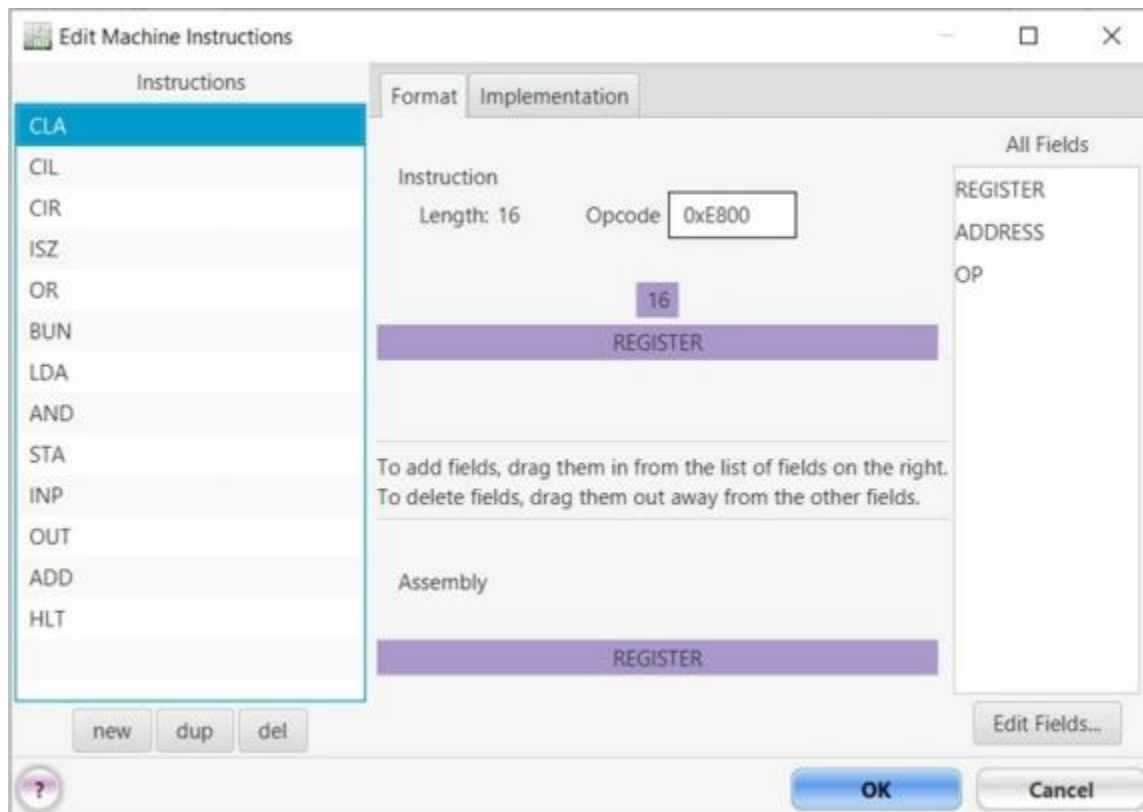 Edit Machine Instructions
Instructions
CLA
CIL
CIR
ISZ
OR
BUN
LDA
AND
STA
INP
OUT
ADD
HLT
new dup del
Format Implementation
Instruction
Length: 16 Opcode 0xE800
16
REGISTER
To add fields, drag them in from the list of fields on the right.
To delete fields, drag them out away from the other fields.
Assembly
REGISTER
All Fields
REGISTER
ADDRESS
OP
Edit Fields...
?
OK Cancel